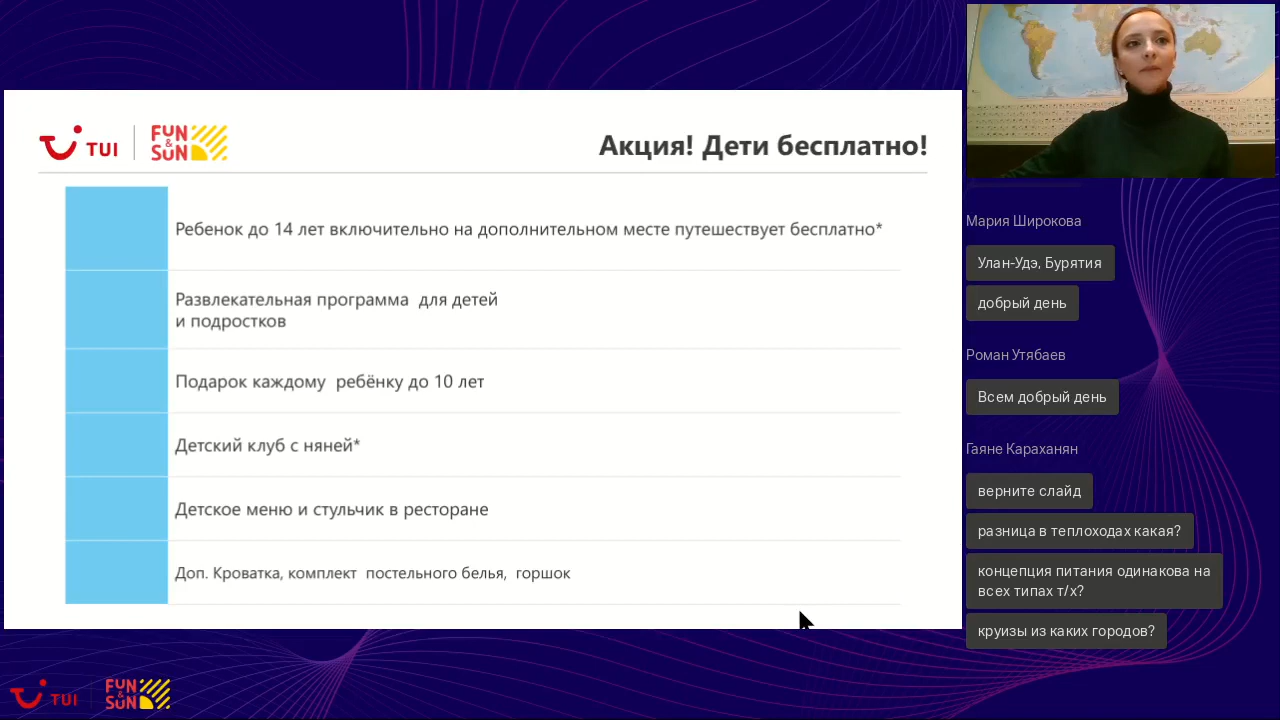 TUI
FUN
&
SUN
Акция! Дети бесплатно!
Ребенок до 14 лет включительно на дополнительном месте путешествует бесплатно*
Развлекательная программа для детей
и подростков
Подарок каждому ребёнку до 10 лет
Детский клуб с няней*
Детское меню и стульчик в ресторане
Доп. Кроватка, комплект постельного белья, горшок
Мария Широкова
Улан-Удэ, Бурятия
добрый день
Роман Утябаев
Всем добрый день
Гаяне Караханян
верните слайд
разница в теплоходах какая?
концепция питания одинакова на
всех типах т/х?
круизы из каких городов?
TUI
FUN
&
SUN